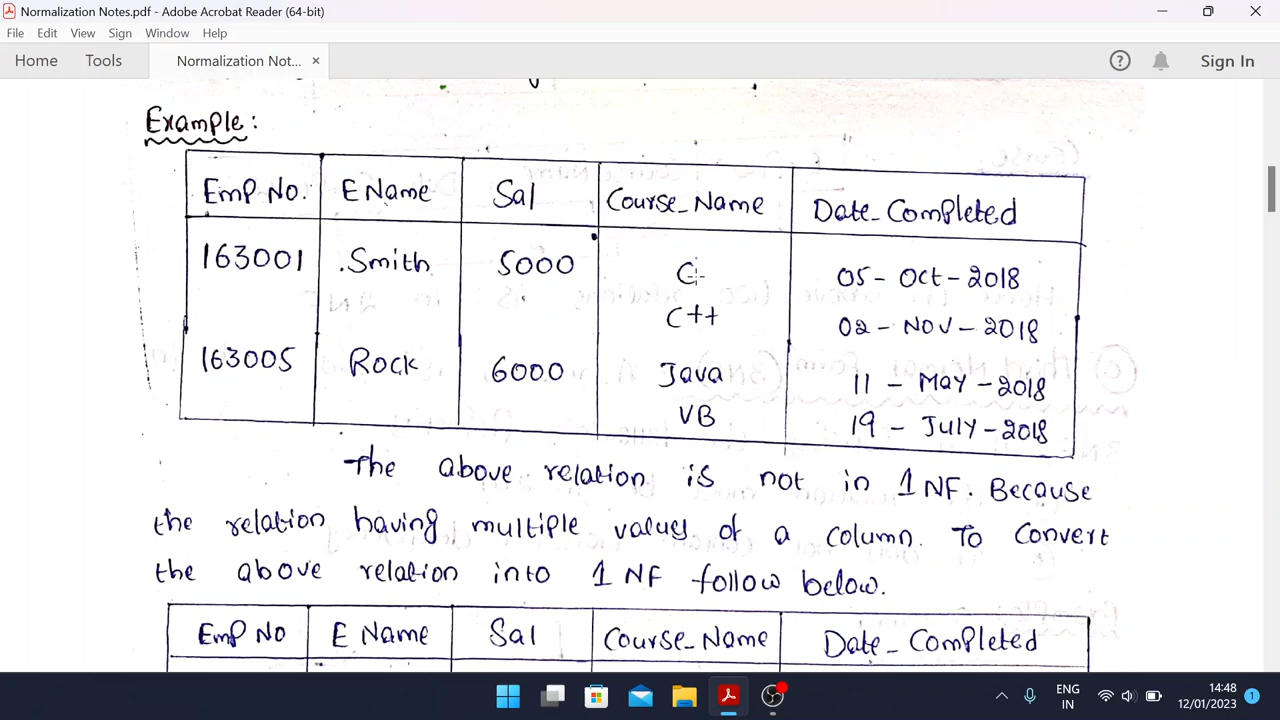 Normalization Notes.pdf - Adobe Acrobat Reader (64-bit)
File Edit View Sign Window Help
Home Tools Normalization Not... × Sign In
Example:
Emp No. E Name Sal Course_Name Date_Completed
163001 Smith 5000 C 05 - Oct - 2018
C++ 02 - NOV - 2018
163005 Rock 6000 Java 11 - May - 2018
VB 19 - July - 2018
The above relation is not in 1NF. Because
the relation having multiple values of a column. To Convert
the above relation into 1NF follow below.
Emp No E Name Sal Course_Name Date_Completed
ENG
IN
14:48
12/01/2023
1